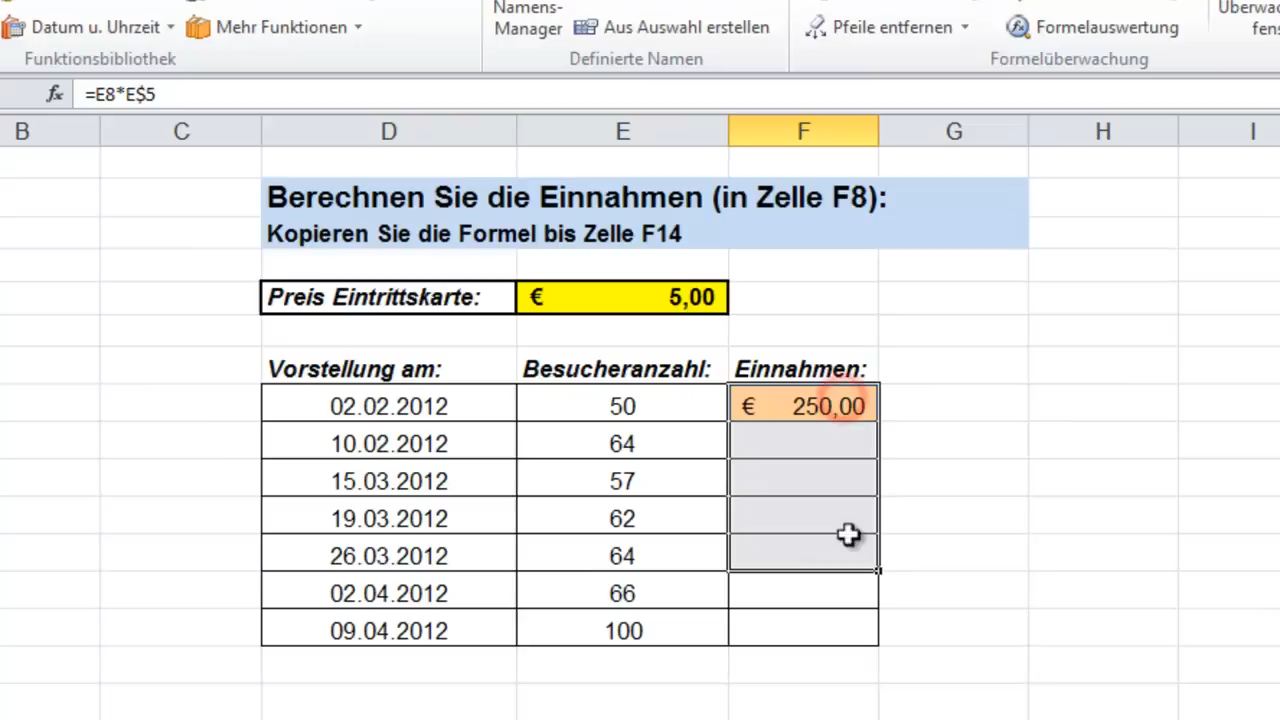 Datum u. Uhrzeit
Mehr Funktionen
Funktionsbibliothek
Namens-
Manager
Aus Auswahl erstellen
Definierte Namen
Pfeile entfernen
Formelauswertung
Formelüberwachung
Überwac
fens
fx =E8*E$5
B C D E F G H I
Berechnen Sie die Einnahmen (in Zelle F8):
Kopieren Sie die Formel bis Zelle F14
Preis Eintrittskarte: € 5,00
Vorstellung am: Besucheranzahl: Einnahmen:
02.02.2012 50 € 250,00
10.02.2012 64
15.03.2012 57
19.03.2012 62
26.03.2012 64
02.04.2012 66
09.04.2012 100